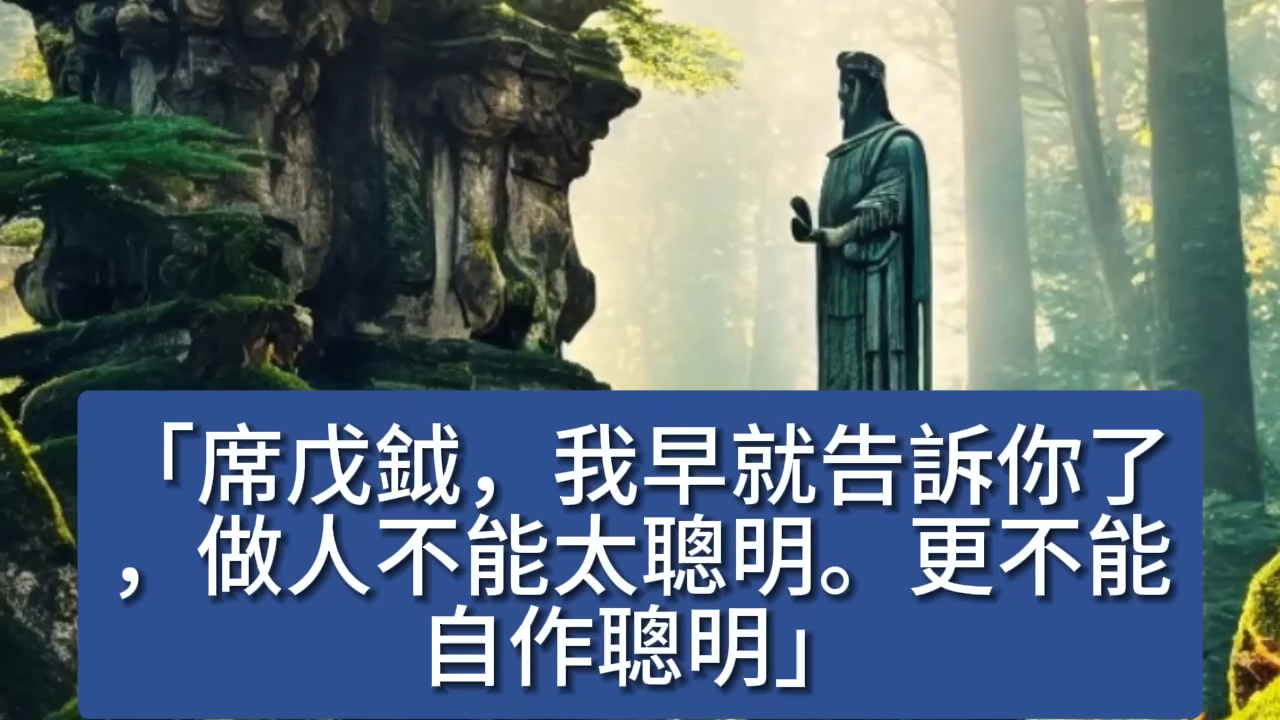 「席戊鉞，我早就告訴你了
，做人不能太聰明。更不能
自作聰明」